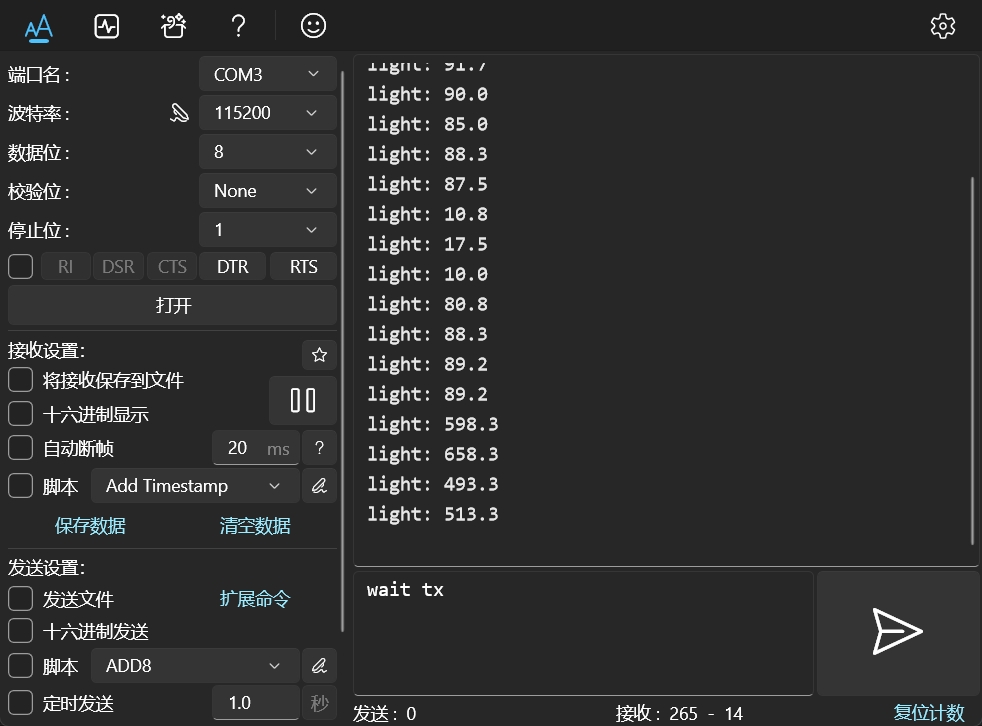 端口名:
COM3
波特率:
115200
数据位:
8
校验位:
None
停止位:
1
RI DSR CTS DTR RTS
打开
接收设置:
将接收保存到文件
十六进制显示
自动断帧 20 ms ?
脚本 Add Timestamp
保存数据 清空数据
发送设置:
发送文件 扩展命令
十六进制发送
脚本 ADD8
定时发送 1.0 秒
light: 91.7
light: 90.0
light: 85.0
light: 88.3
light: 87.5
light: 10.8
light: 17.5
light: 10.0
light: 80.8
light: 88.3
light: 89.2
light: 89.2
light: 598.3
light: 658.3
light: 493.3
light: 513.3
wait tx
发送: 0 接收: 265 - 14 复位计数